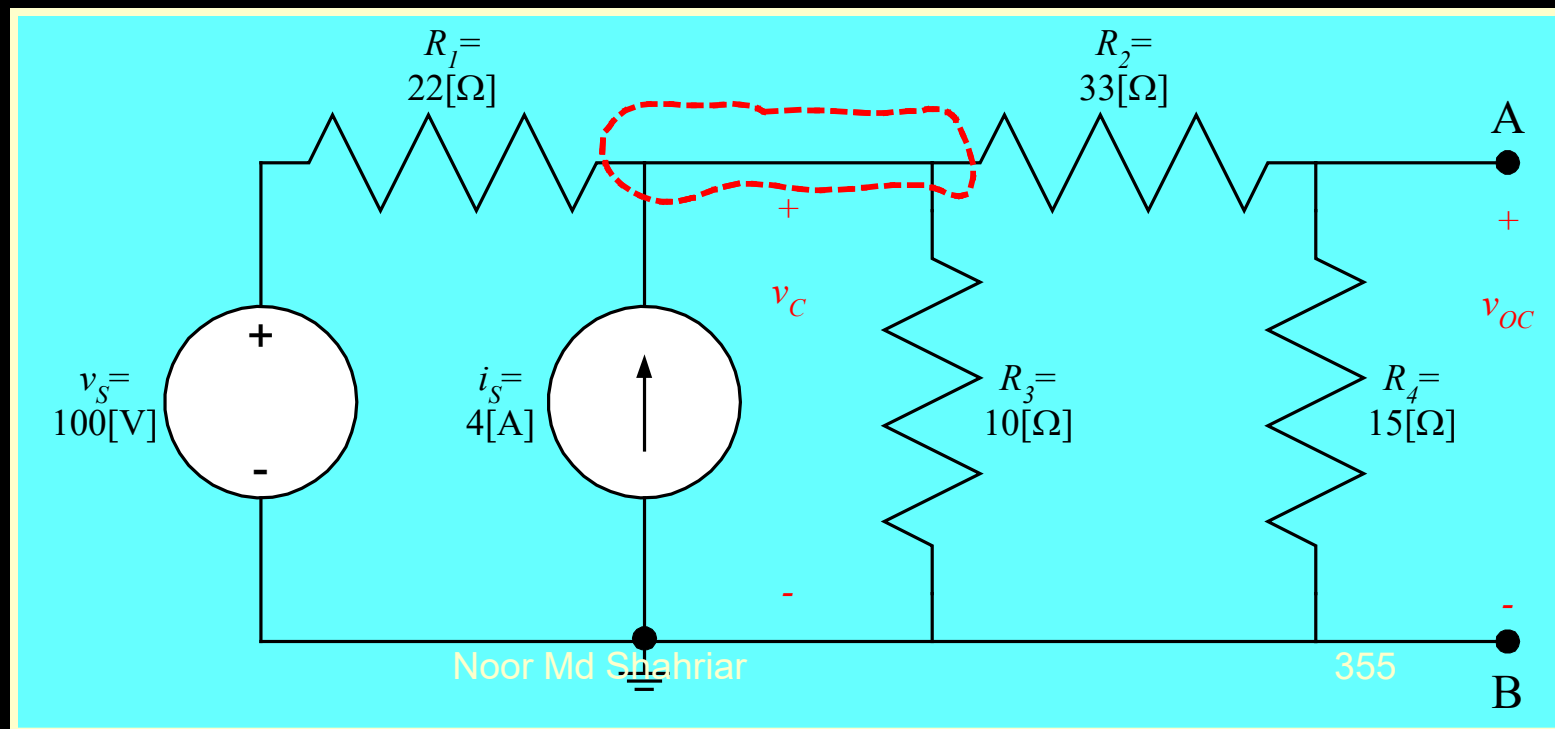 R1=
22[Ω]
R2=
33[Ω]
A
+
+
vC
vOC
+
-
vS=
100[V]
iS=
4[A]
R3=
10[Ω]
R4=
15[Ω]
-
-
Noor Md Shahriar
355
B